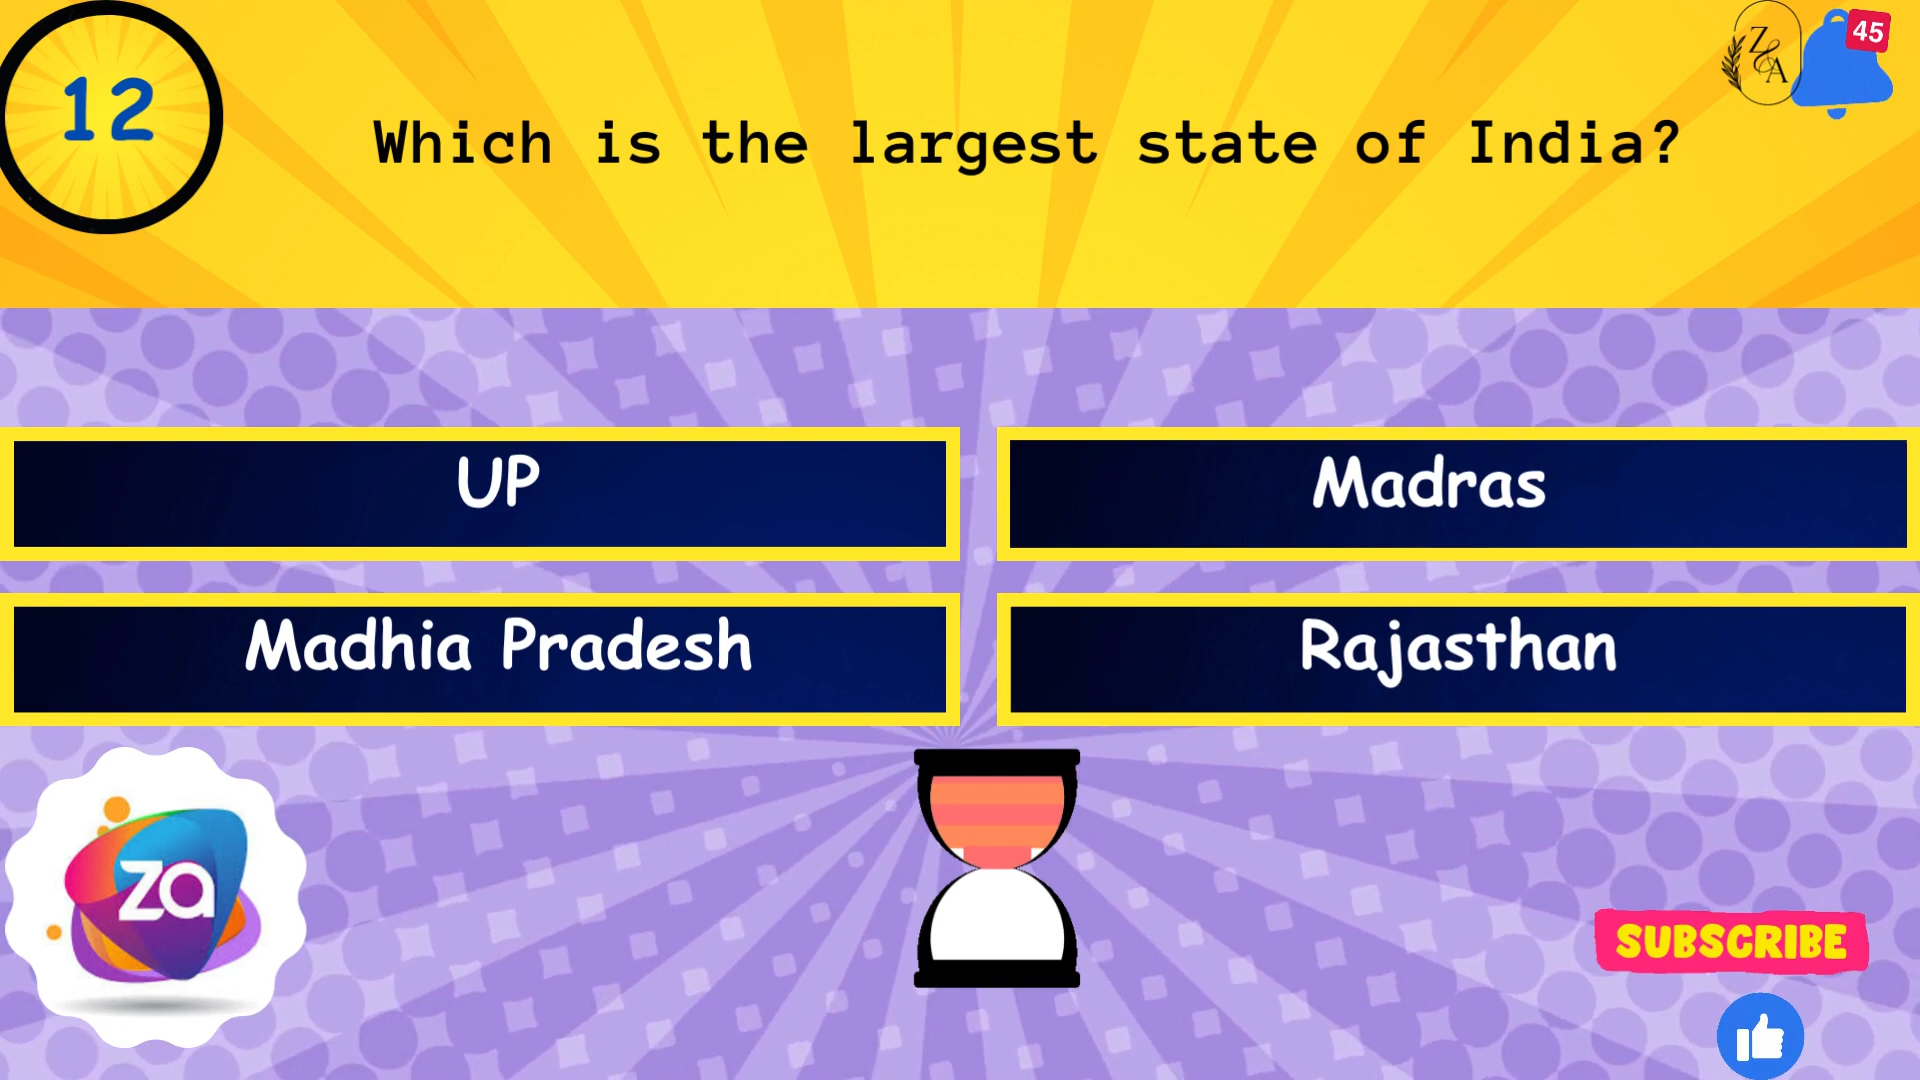 12
Z&A
45
Which is the largest state of India?
UP
Madras
Madhia Pradesh
Rajasthan
za
SUBSCRIBE